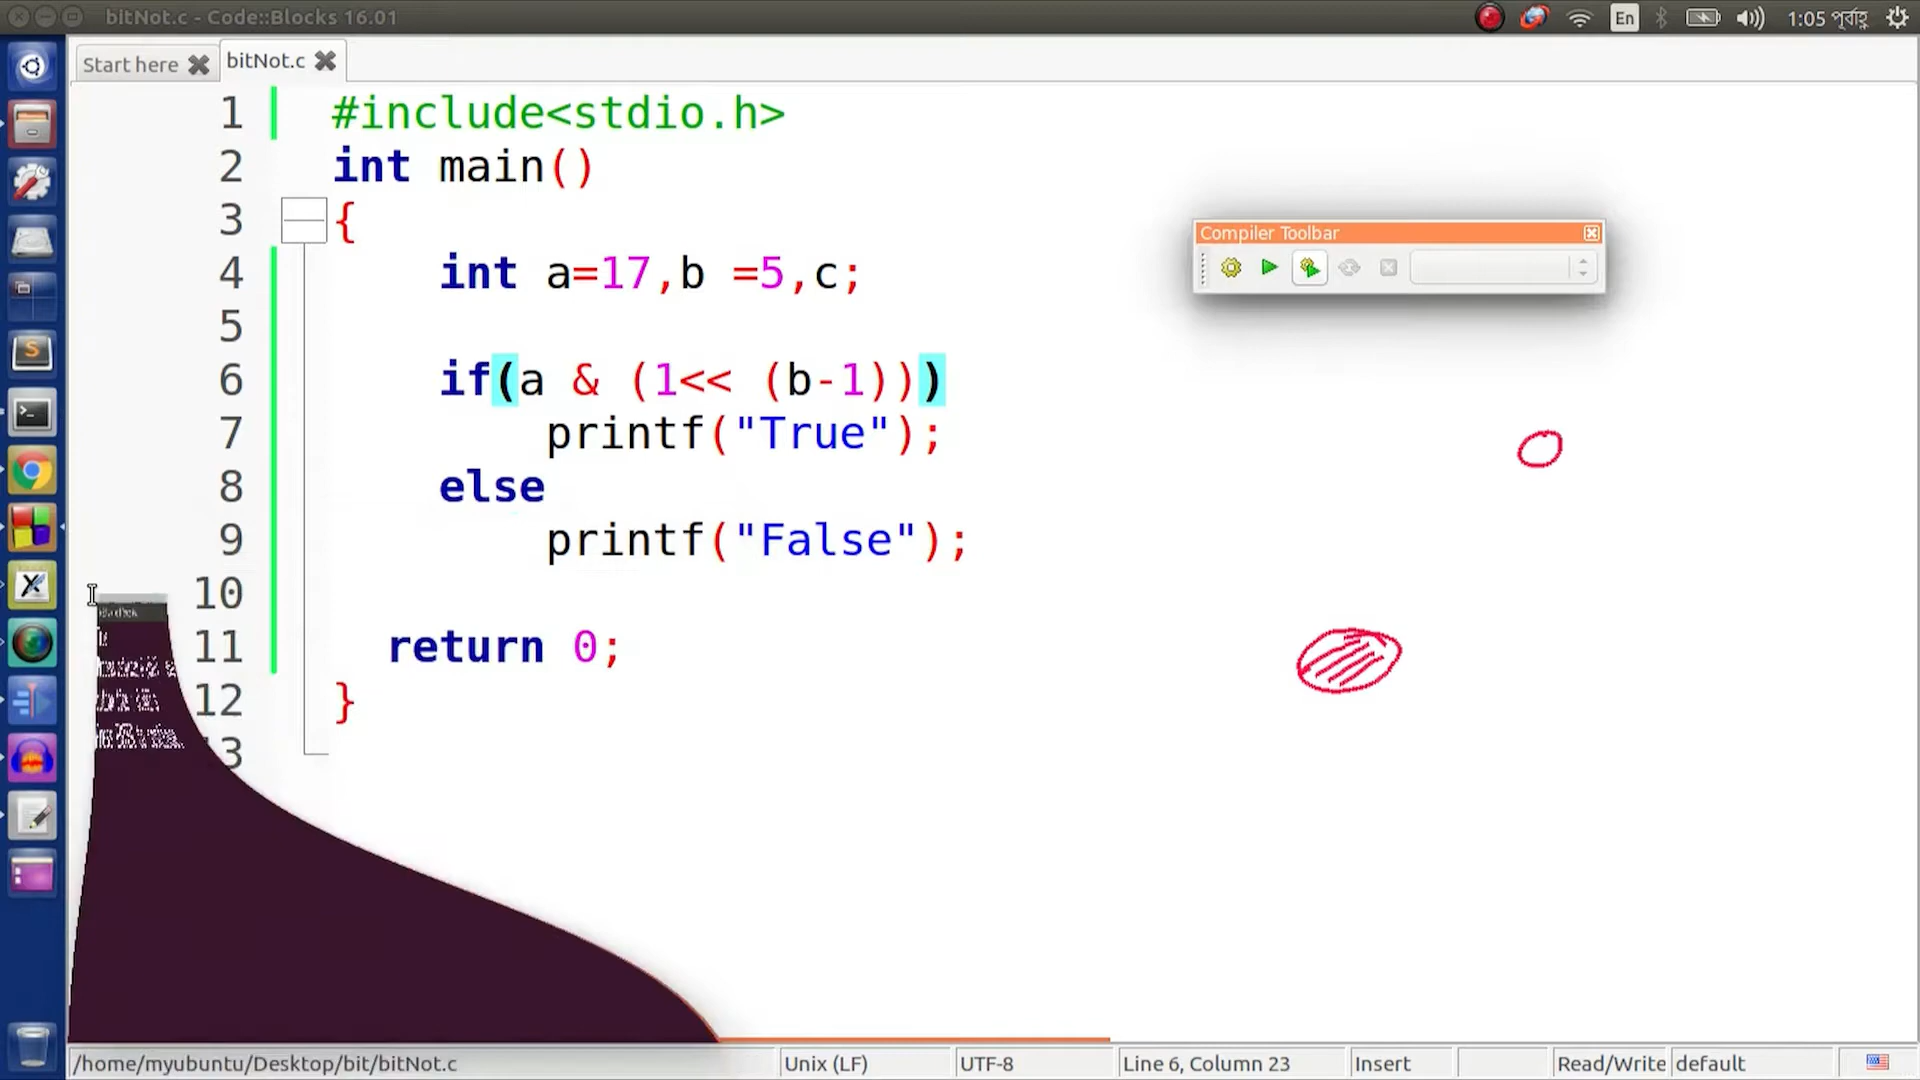 bitNot.c - Code::Blocks 16.01
En
1:05 পূর্বাহ্ণ
Start here
bitNot.c
1 #include<stdio.h>
2 int main()
3 {
4 int a=17,b =5,c;
5
6 if(a & (1<< (b-1)))
7 printf("True");
8 else
9 printf("False");
10
11 return 0;
12 }
13
Compiler Toolbar
/home/myubuntu/Desktop/bit/bitNot.c
Unix (LF)
UTF-8
Line 6, Column 23
Insert
Read/Write
default